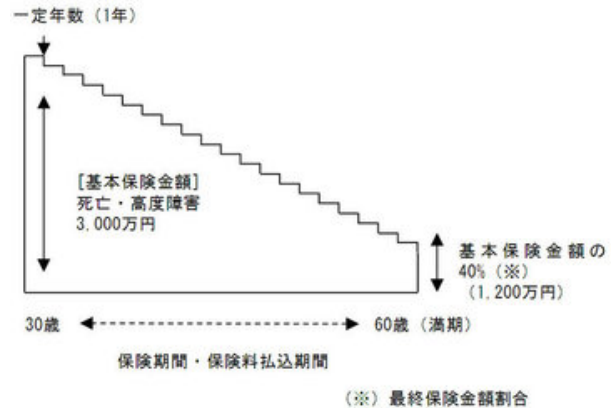 一定年数（1年）
[基本保険金額]
死亡・高度障害
3,000万円
基本保険金額の
40%（※）
（1,200万円）
30歳
60歳（満期）
保険期間・保険料払込期間
（※）最終保険金額割合